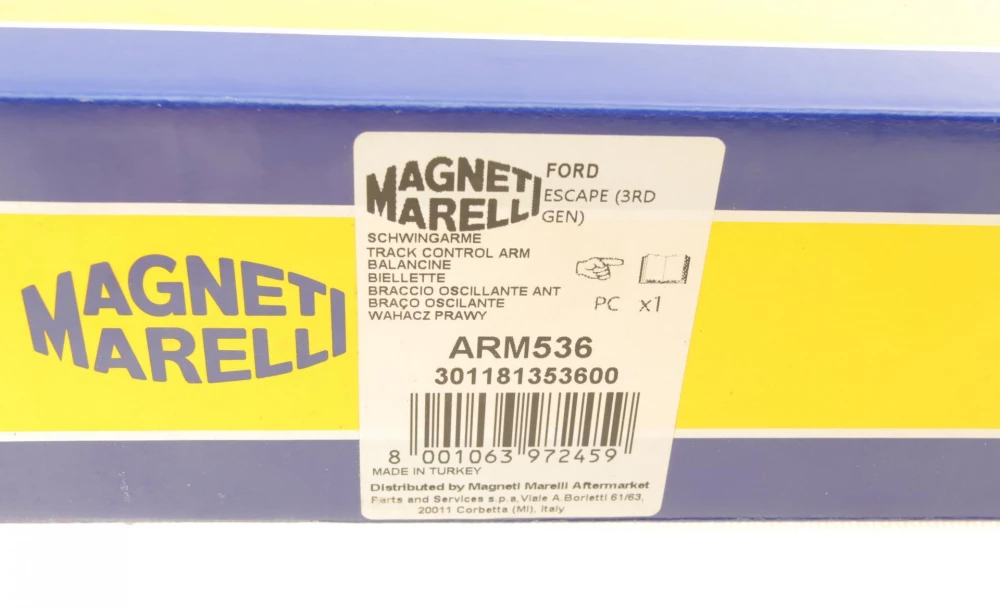 MAGNETI
MARELLI
MAGNETI
MARELLI
FORD
ESCAPE (3RD
GEN)
SCHWINGARME
TRACK CONTROL ARM
BALANCINE
BIELLETTE
BRACCIO OSCILLANTE ANT
BRAÇO OSCILANTE
WAHACZ PRAWY
PC x1
ARM536
301181353600
8 001063 972459
MADE IN TURKEY
Distributed by Magneti Marelli Aftermarket
Parts and Services s.p.a,Viale A.Borletti 61/63,
20011 Corbetta (MI), Italy